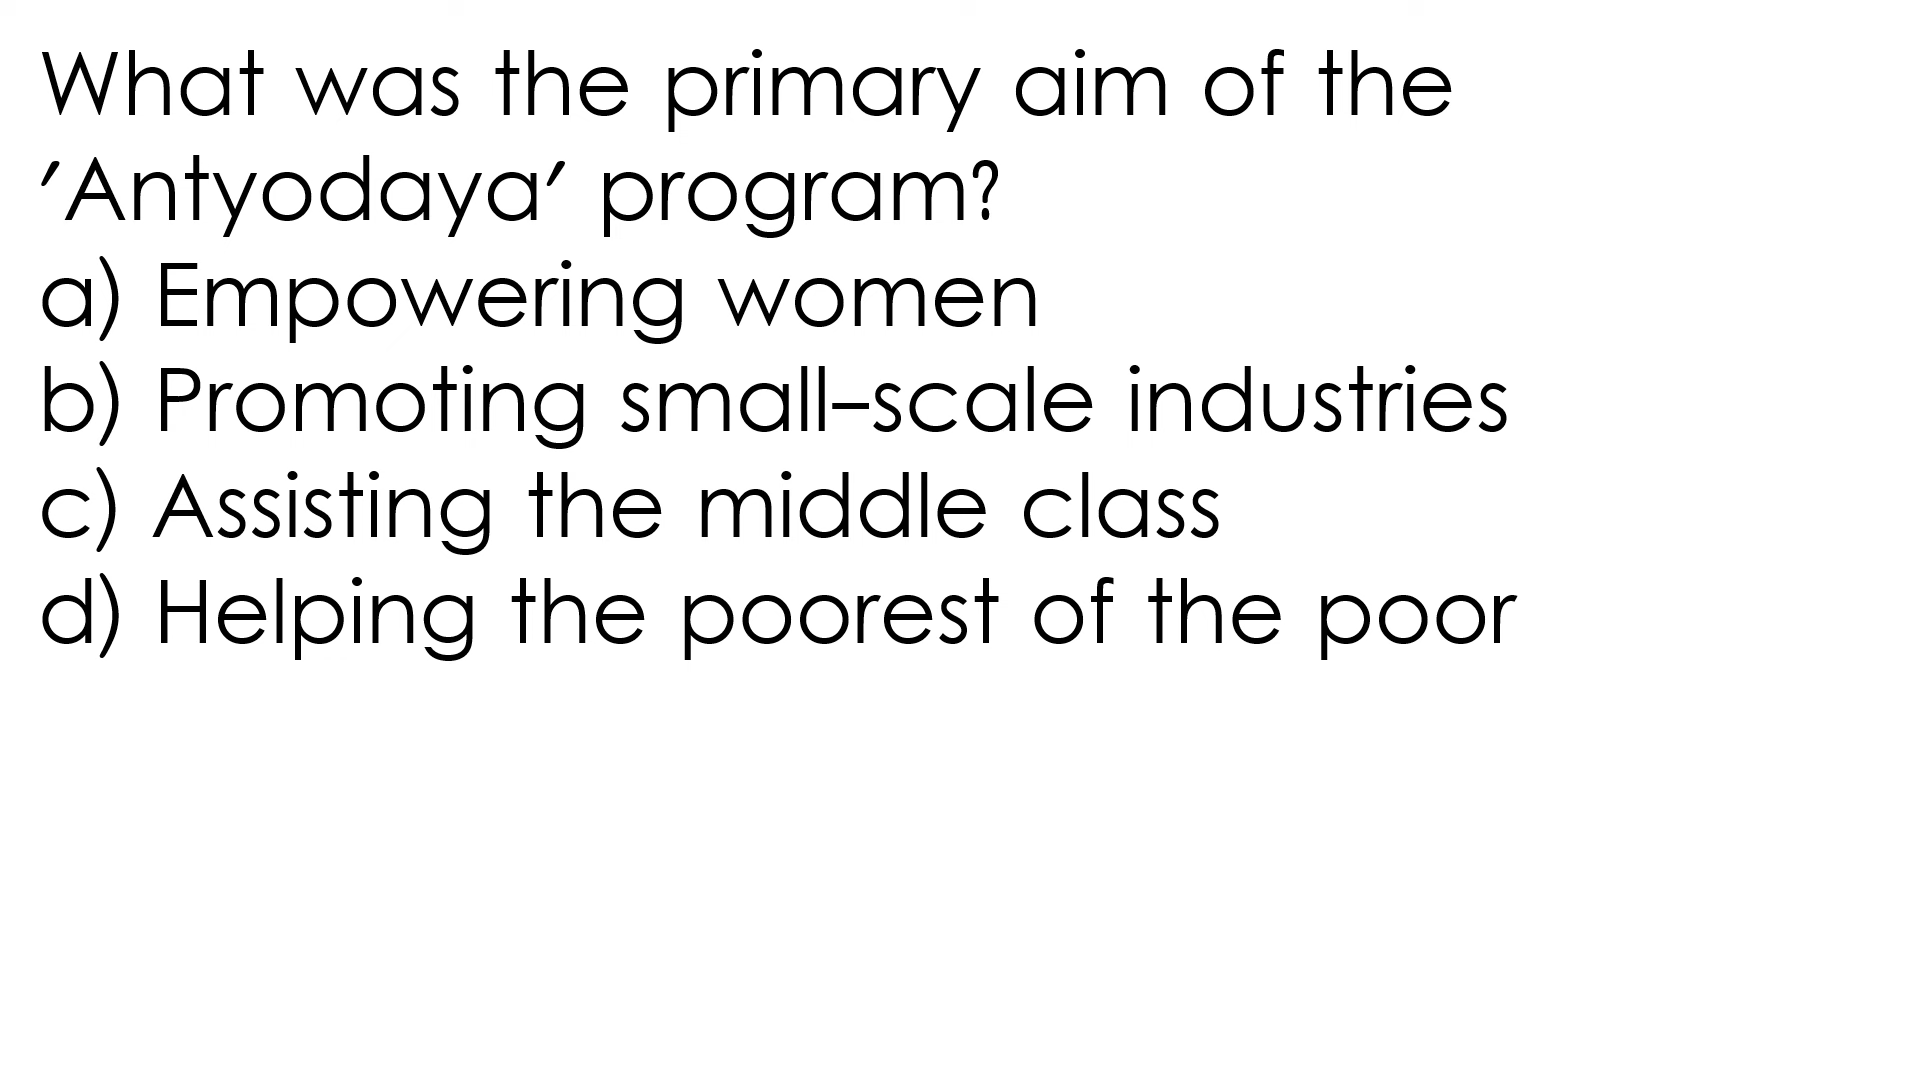 What was the primary aim of the
'Antyodaya' program?
a) Empowering women
b) Promoting small–scale industries
c) Assisting the middle class
d) Helping the poorest of the poor